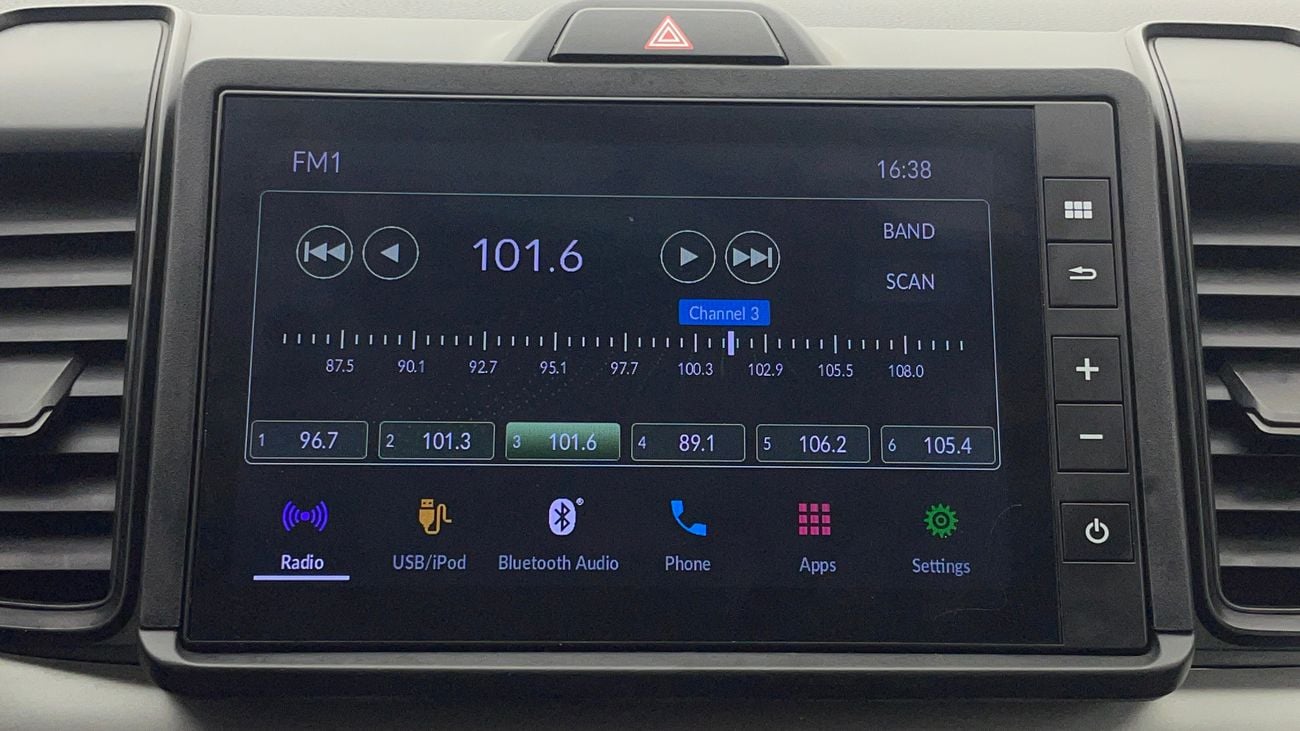 FM1
16:38
101.6
BAND
SCAN
Channel 3
87.5 90.1 92.7 95.1 97.7 100.3 102.9 105.5 108.0
1 96.7 2 101.3 3 101.6 4 89.1 5 106.2 6 105.4
Radio USB/iPod Bluetooth Audio Phone Apps Settings